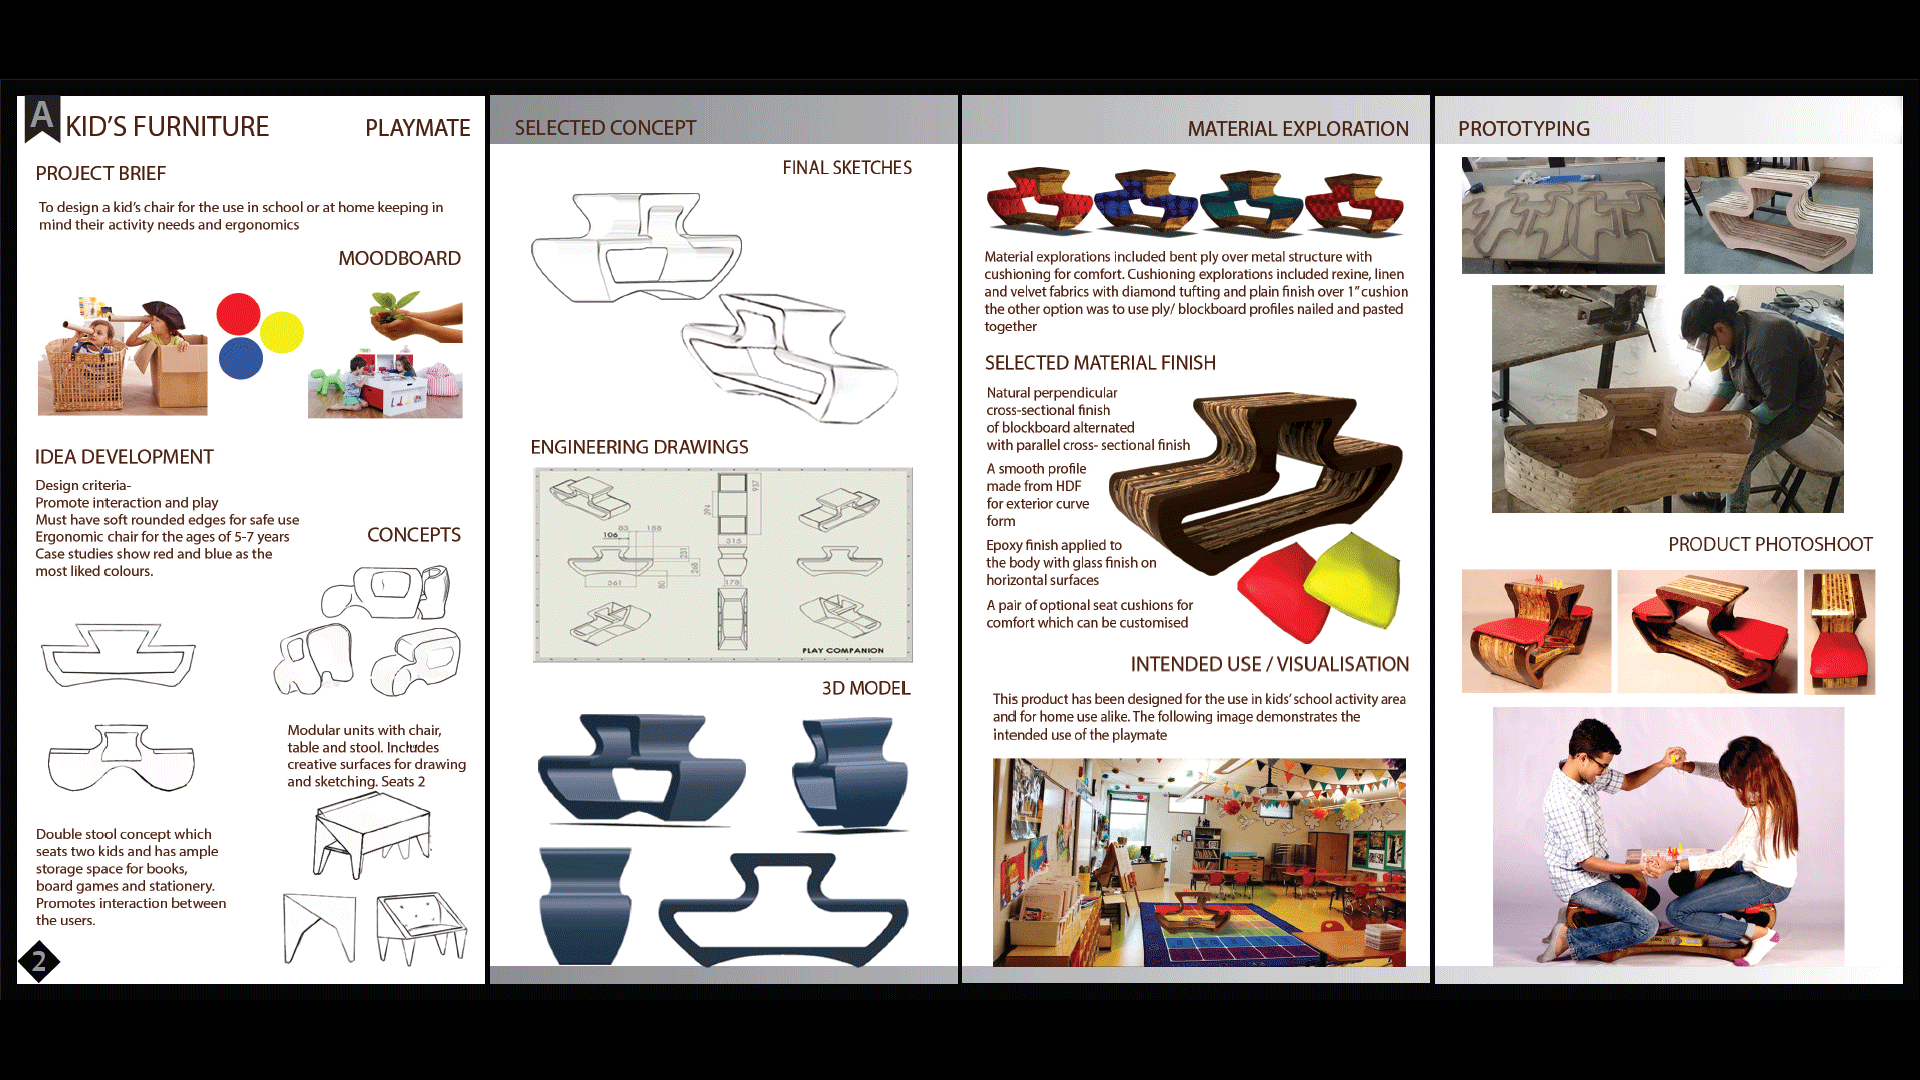 A
KID'S FURNITURE
PLAYMATE
PROJECT BRIEF
To design a kid's chair for the use in school or at home keeping in
mind their activity needs and ergonomics
MOODBOARD
IDEA DEVELOPMENT
Design criteria-
Promote interaction and play
Must have soft rounded edges for safe use
Ergonomic chair for the ages of 5-7 years
Case studies show red and blue as the
most liked colours.
CONCEPTS
Modular units with chair,
table and stool. Includes
creative surfaces for drawing
and sketching. Seats 2
Double stool concept which
seats two kids and has ample
storage space for books,
board games and stationery.
Promotes interaction between
the users.
2
SELECTED CONCEPT
FINAL SKETCHES
ENGINEERING DRAWINGS
937
394
83
138
106
315
231
268
561
80
178
PLAY COMPANION
3D MODEL
MATERIAL EXPLORATION
Material explorations included bent ply over metal structure with
cushioning for comfort. Cushioning explorations included rexine, linen
and velvet fabrics with diamond tufting and plain finish over 1" cushion
the other option was to use ply/ blockboard profiles nailed and pasted
together
SELECTED MATERIAL FINISH
Natural perpendicular
cross-sectional finish
of blockboard alternated
with parallel cross- sectional finish
A smooth profile
made from HDF
for exterior curve
form
Epoxy finish applied to
the body with glass finish on
horizontal surfaces
A pair of optional seat cushions for
comfort which can be customised
INTENDED USE / VISUALISATION
This product has been designed for the use in kids' school activity area
and for home use alike. The following image demonstrates the
intended use of the playmate
PROTOTYPING
PRODUCT PHOTOSHOOT